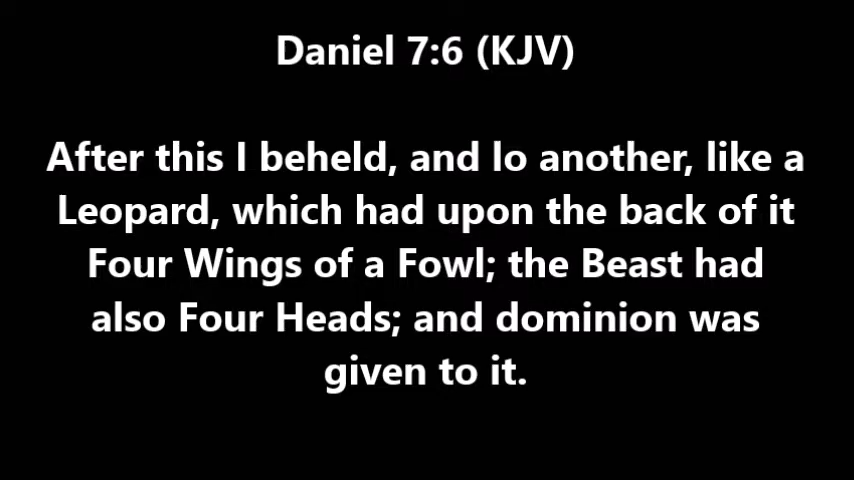 Daniel 7:6 (KJV)
After this I beheld, and lo another, like a
Leopard, which had upon the back of it
Four Wings of a Fowl; the Beast had
also Four Heads; and dominion was
given to it.